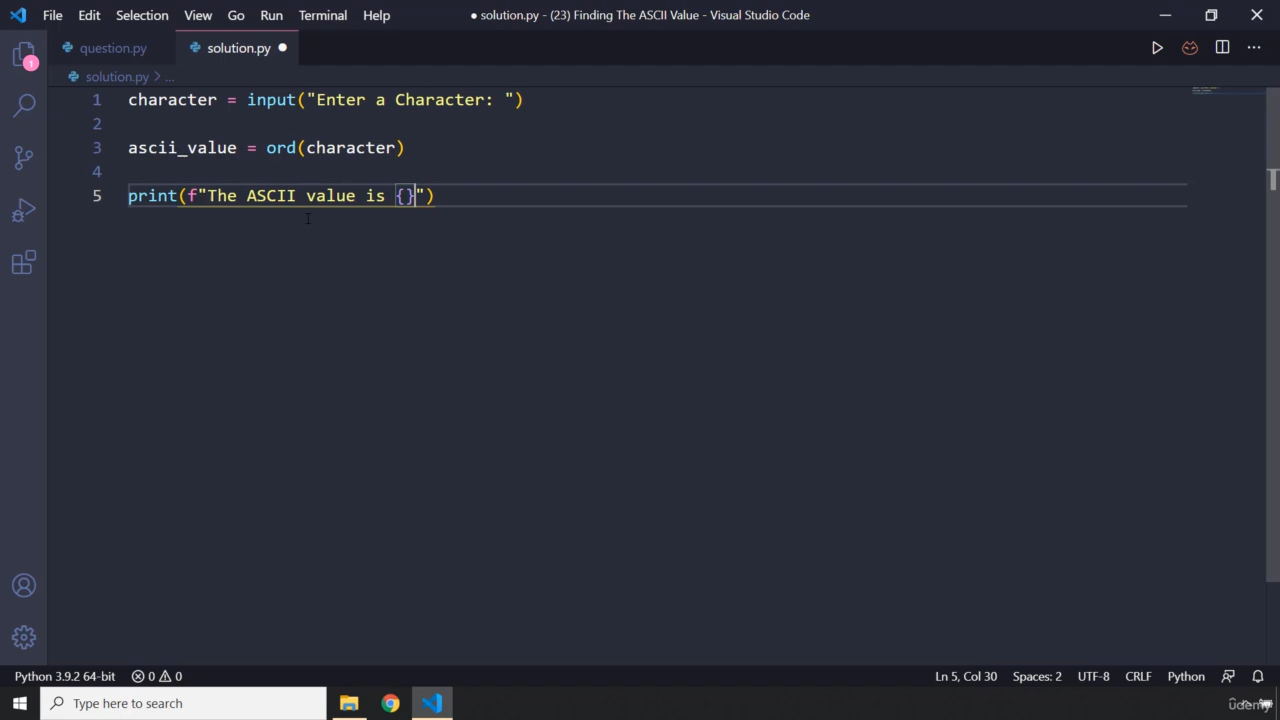 File Edit Selection View Go Run Terminal Help
● solution.py - (23) Finding The ASCII Value - Visual Studio Code
question.py
solution.py ●
1
solution.py > ...
1 character = input("Enter a Character: ")
2
3 ascii_value = ord(character)
4
5 print(f"The ASCII value is {}")
Python 3.9.2 64-bit 0 0
Ln 5, Col 30 Spaces: 2 UTF-8 CRLF Python
Type here to search
udemy